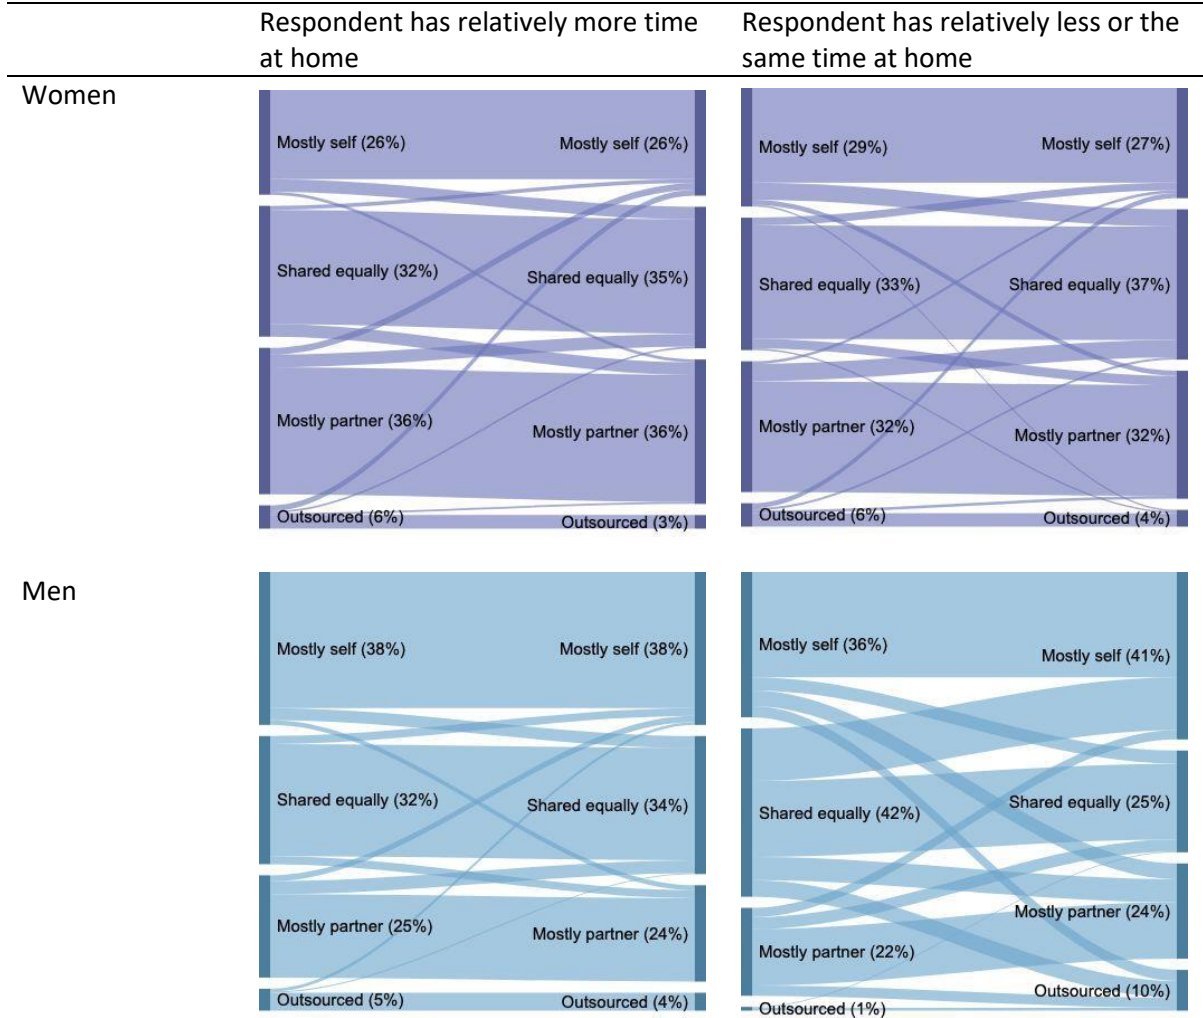 Respondent has relatively more time
at home
Respondent has relatively less or the
same time at home
Women
Mostly self (26%)
Mostly self (26%)
Shared equally (32%)
Shared equally (35%)
Mostly partner (36%)
Mostly partner (36%)
Outsourced (6%)
Outsourced (3%)
Mostly self (29%)
Mostly self (27%)
Shared equally (33%)
Shared equally (37%)
Mostly partner (32%)
Mostly partner (32%)
Outsourced (6%)
Outsourced (4%)
Men
Mostly self (38%)
Mostly self (38%)
Shared equally (32%)
Shared equally (34%)
Mostly partner (25%)
Mostly partner (24%)
Outsourced (5%)
Outsourced (4%)
Mostly self (36%)
Mostly self (41%)
Shared equally (42%)
Shared equally (25%)
Mostly partner (22%)
Mostly partner (24%)
Outsourced (1%)
Outsourced (10%)